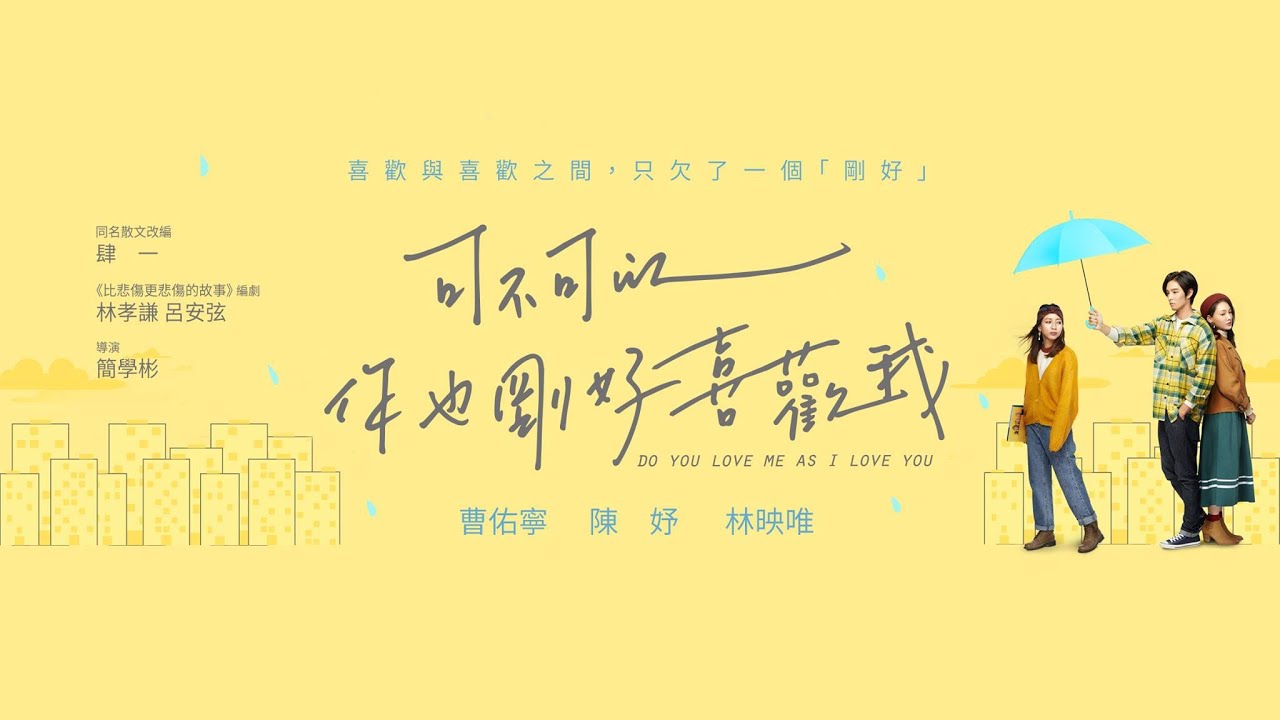 喜歡與喜歡之間，只欠了一個「剛好」
同名散文改編
肆 一
《比悲傷更悲傷的故事》編劇
林孝謙 呂安弦
導演
簡學彬
可不可以
你也剛好喜歡我
DO YOU LOVE ME AS I LOVE YOU
曹佑寧 陳 妤 林映唯